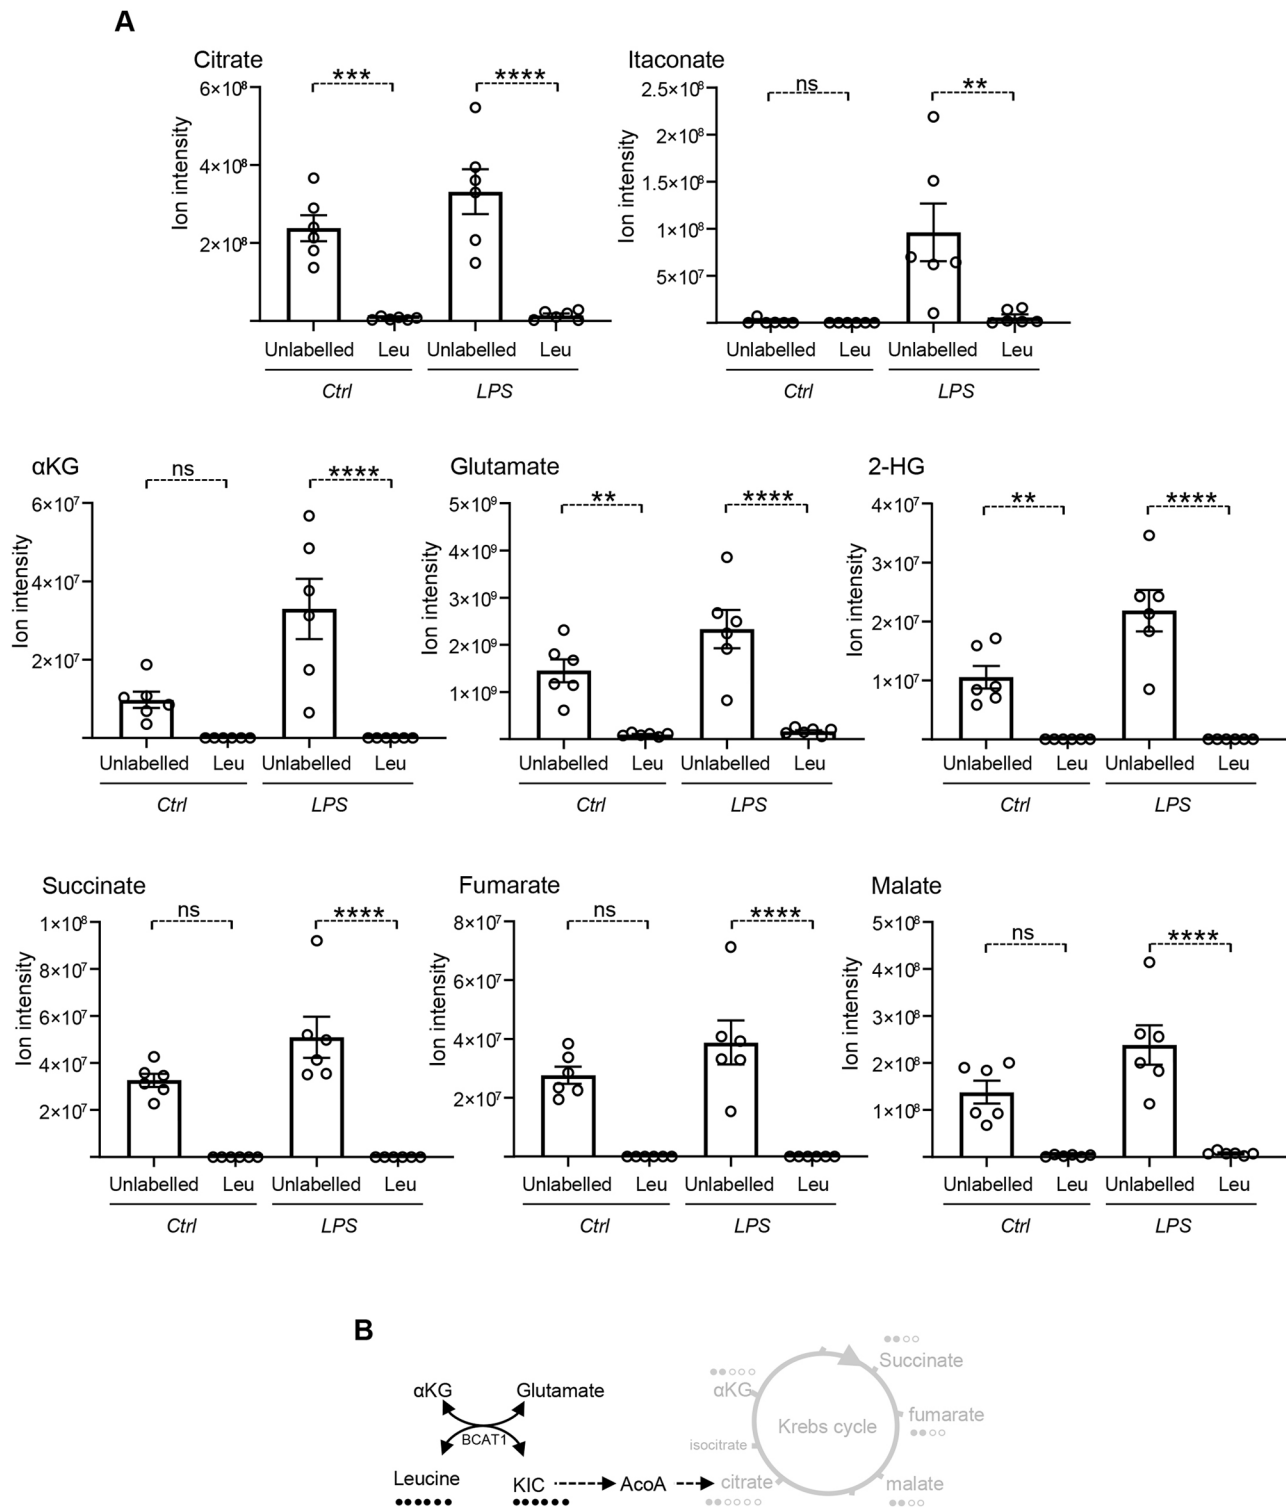 A
Citrate
Itaconate
*** ****
ns **
Ion intensity
6×10⁸
4×10⁸
2×10⁸
Ion intensity
2.5×10⁸
2×10⁸
1.5×10⁸
1×10⁸
5×10⁷
Unlabelled Leu Unlabelled Leu
Ctrl LPS
Unlabelled Leu Unlabelled Leu
Ctrl LPS
αKG
ns ****
Ion intensity
6×10⁷
4×10⁷
2×10⁷
Unlabelled Leu Unlabelled Leu
Ctrl LPS
Glutamate
** ****
Ion intensity
5×10⁹
4×10⁹
3×10⁹
2×10⁹
1×10⁹
Unlabelled Leu Unlabelled Leu
Ctrl LPS
2-HG
** ****
Ion intensity
4×10⁷
3×10⁷
2×10⁷
1×10⁷
Unlabelled Leu Unlabelled Leu
Ctrl LPS
Succinate
ns ****
Ion intensity
1×10⁸
8×10⁷
6×10⁷
4×10⁷
2×10⁷
Unlabelled Leu Unlabelled Leu
Ctrl LPS
Fumarate
ns ****
Ion intensity
8×10⁷
6×10⁷
4×10⁷
2×10⁷
Unlabelled Leu Unlabelled Leu
Ctrl LPS
Malate
ns ****
Ion intensity
5×10⁸
4×10⁸
3×10⁸
2×10⁸
1×10⁸
Unlabelled Leu Unlabelled Leu
Ctrl LPS
B
αKG Glutamate
BCAT1
Leucine KIC AcoA citrate
isocitrate
αKG
Succinate
fumarate
malate
Krebs cycle